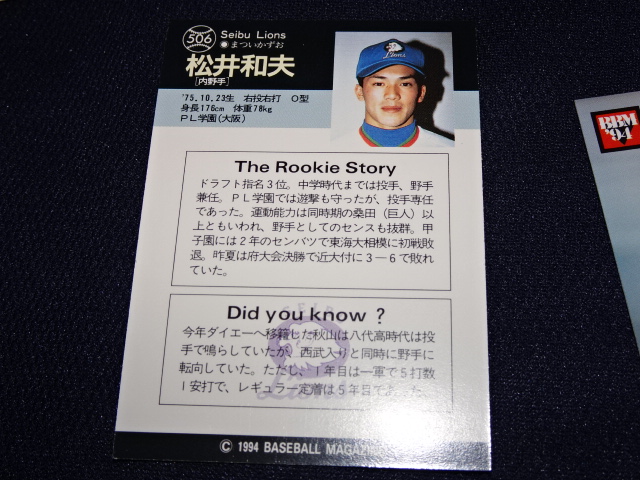 506
Seibu Lions
●まついかずお
松井和夫
[内野手]
'75.10.23生 右投右打 O型
身長176cm 体重78kg
PL学園(大阪)
Lions
The Rookie Story
ドラフト指名3位。中学時代までは投手、野手
兼任。PL学園では遊撃も守ったが、投手専任
であった。運動能力は同時期の桑田(巨人)以
上ともいわれ、野手としてのセンスも抜群。甲
子園には2年のセンバツで東海大相模に初戦敗
退。昨夏は府大会決勝で近大付に3―6で敗れ
ていた。
Did you know ?
今年ダイエーへ移籍した秋山は八代高時代は投
手で鳴らしていたが、西武入りと同時に野手に
転向していた。ただし、1年目は一軍で5打数
1安打で、レギュラー定着は5年目であった。
© 1994 BASEBALL MAGAZI
BBM
'94